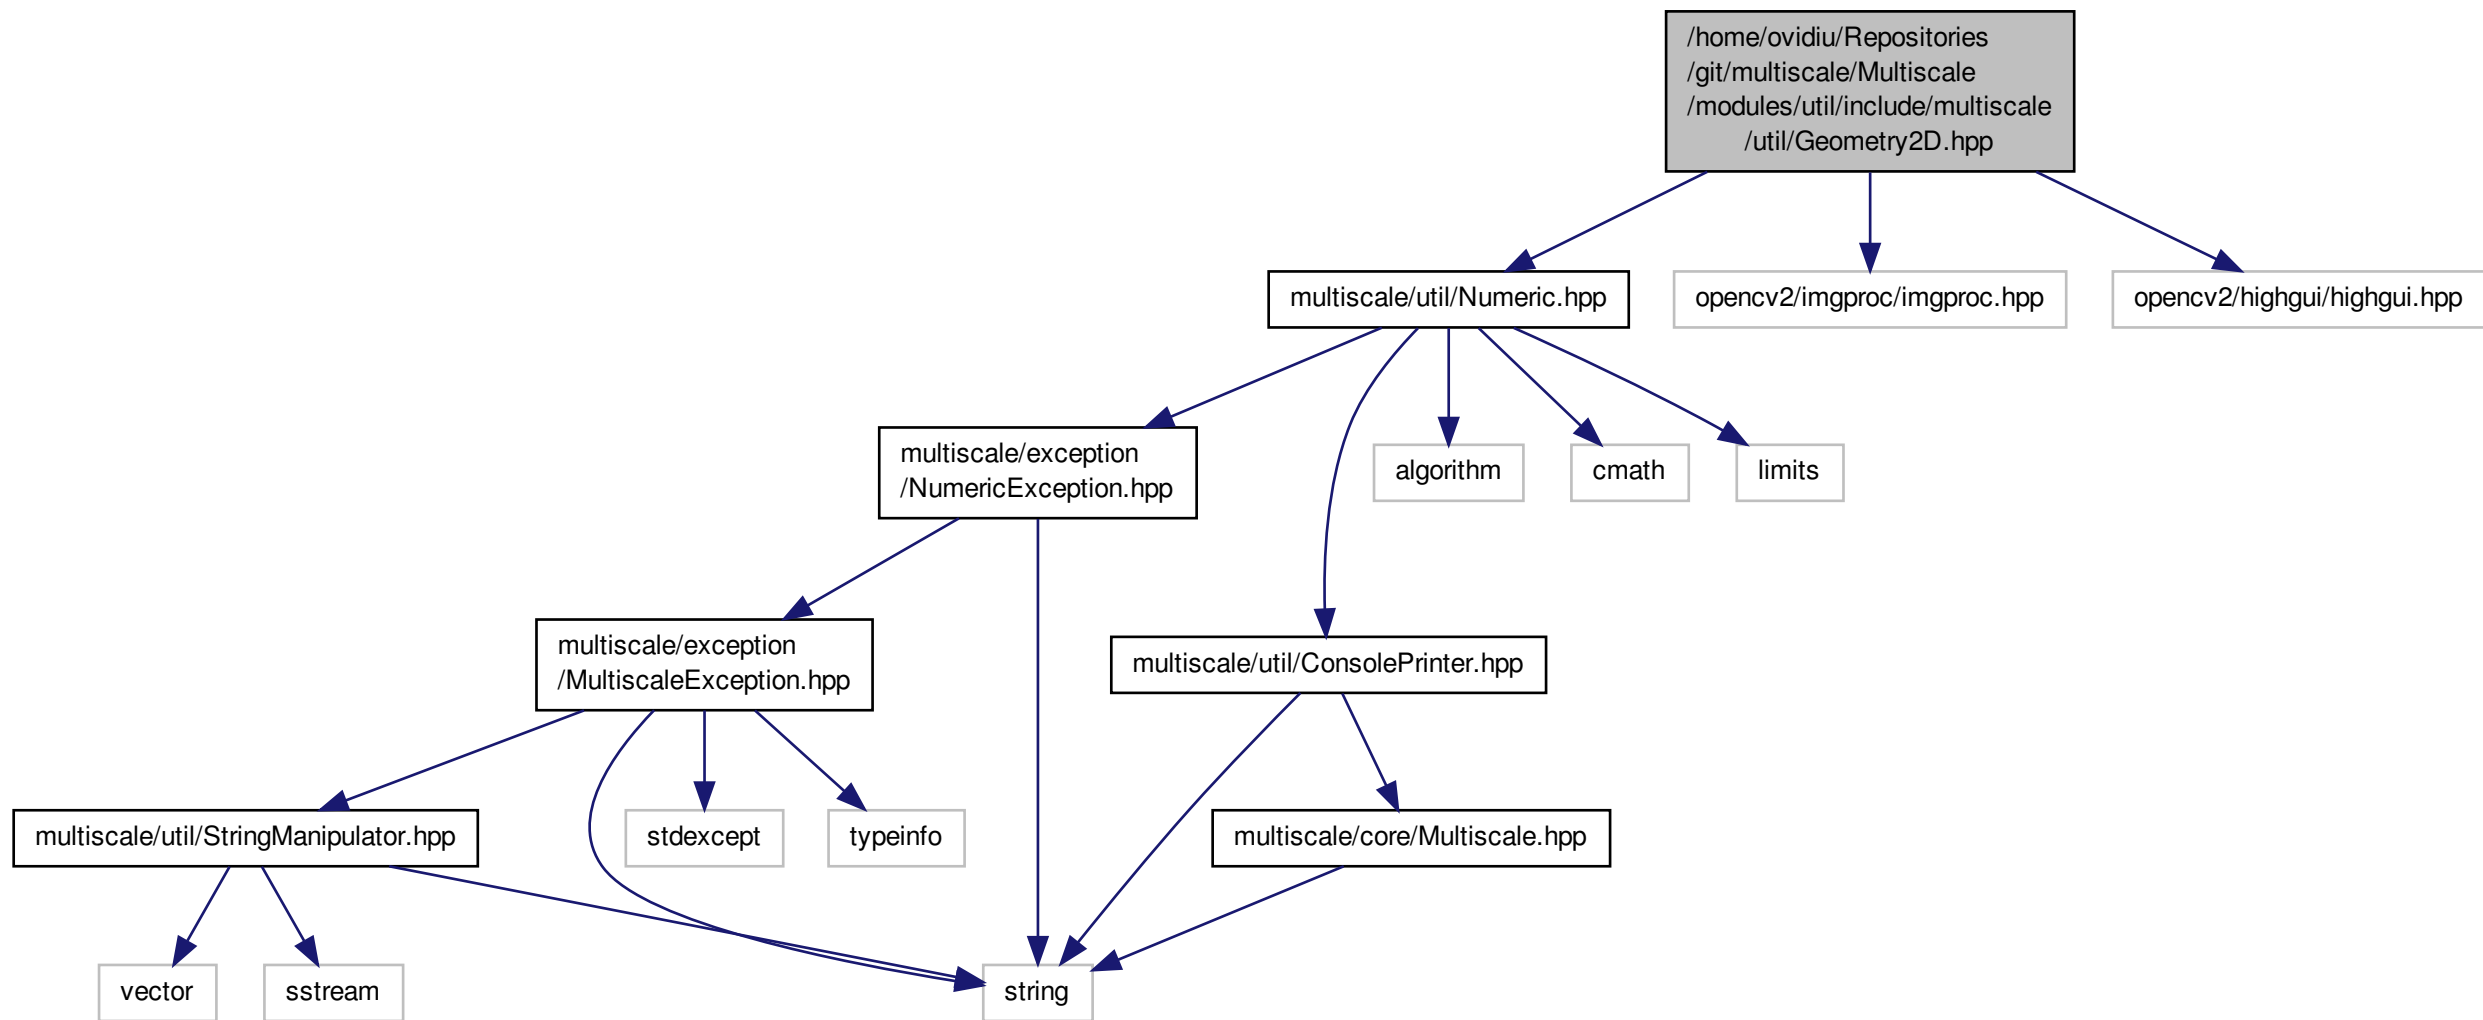 /home/ovidiu/Repositories
/git/multiscale/Multiscale
/modules/util/include/multiscale
/util/Geometry2D.hpp
multiscale/util/Numeric.hpp
opencv2/imgproc/imgproc.hpp
opencv2/highgui/highgui.hpp
multiscale/exception
/NumericException.hpp
algorithm
cmath
limits
multiscale/exception
/MultiscaleException.hpp
multiscale/util/ConsolePrinter.hpp
multiscale/util/StringManipulator.hpp
stdexcept
typeinfo
multiscale/core/Multiscale.hpp
vector
sstream
string